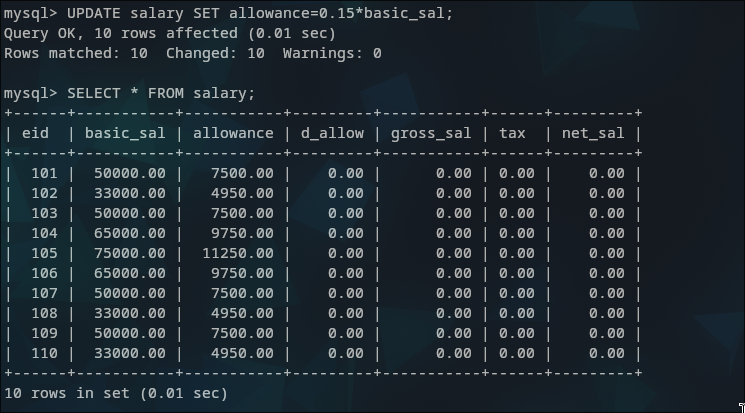 mysql> UPDATE salary SET allowance=0.15*basic_sal;
Query OK, 10 rows affected (0.01 sec)
Rows matched: 10  Changed: 10  Warnings: 0

mysql> SELECT * FROM salary;
+------+-----------+-----------+---------+-----------+------+---------+
| eid  | basic_sal | allowance | d_allow | gross_sal | tax  | net_sal |
+------+-----------+-----------+---------+-----------+------+---------+
|  101 |  50000.00 |   7500.00 |    0.00 |      0.00 | 0.00 |    0.00 |
|  102 |  33000.00 |   4950.00 |    0.00 |      0.00 | 0.00 |    0.00 |
|  103 |  50000.00 |   7500.00 |    0.00 |      0.00 | 0.00 |    0.00 |
|  104 |  65000.00 |   9750.00 |    0.00 |      0.00 | 0.00 |    0.00 |
|  105 |  75000.00 |  11250.00 |    0.00 |      0.00 | 0.00 |    0.00 |
|  106 |  65000.00 |   9750.00 |    0.00 |      0.00 | 0.00 |    0.00 |
|  107 |  50000.00 |   7500.00 |    0.00 |      0.00 | 0.00 |    0.00 |
|  108 |  33000.00 |   4950.00 |    0.00 |      0.00 | 0.00 |    0.00 |
|  109 |  50000.00 |   7500.00 |    0.00 |      0.00 | 0.00 |    0.00 |
|  110 |  33000.00 |   4950.00 |    0.00 |      0.00 | 0.00 |    0.00 |
+------+-----------+-----------+---------+-----------+------+---------+
10 rows in set (0.01 sec)